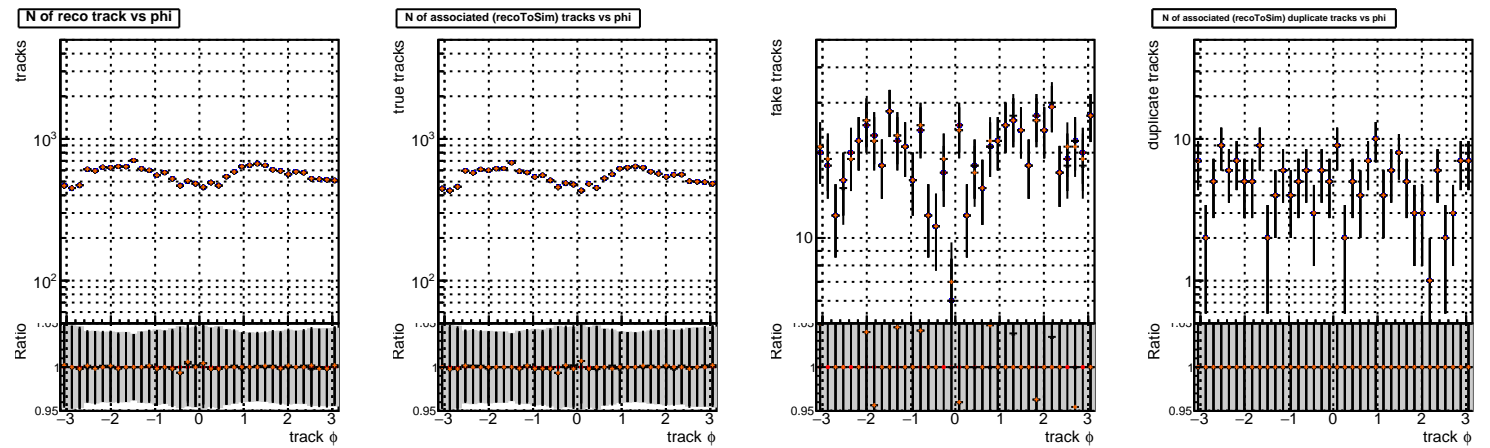 N of reco track vs phi
tracks
10³
10²
Ratio
1
0.95
−3 −2 −1 0 1 2 3
track ϕ
N of associated (recoToSim) tracks vs phi
true tracks
10³
10²
Ratio
1
0.95
−3 −2 −1 0 1 2 3
track ϕ
fake tracks
10
Ratio
1
0.95
−3 −2 −1 0 1 2 3
track ϕ
N of associated (recoToSim) duplicate tracks vs phi
duplicate tracks
10
1
Ratio
1
0.95
−3 −2 −1 0 1 2 3
track ϕ